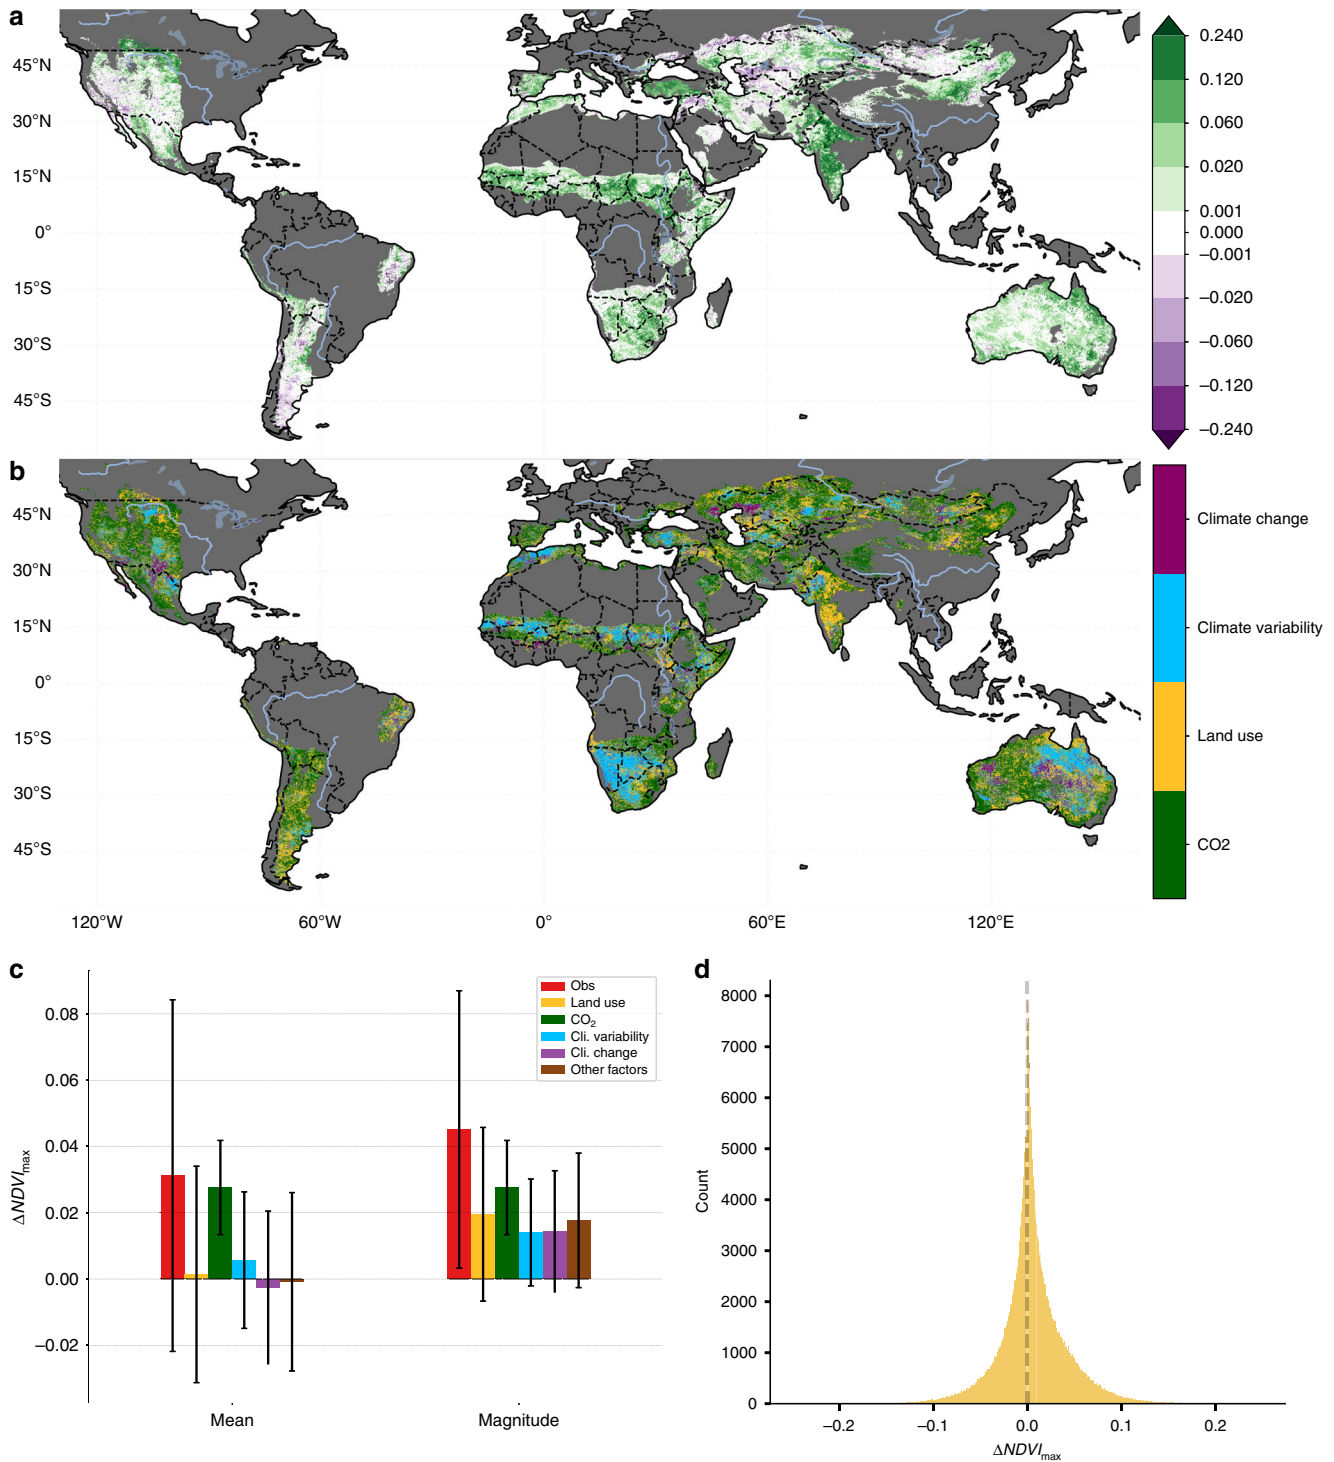 a
45°N
30°N
15°N
0°
15°S
30°S
45°S
0.240
0.120
0.060
0.020
0.001
0.000
−0.001
−0.020
−0.060
−0.120
−0.240
b
45°N
30°N
15°N
0°
15°S
30°S
45°S
120°W
60°W
0°
60°E
120°E
Climate change
Climate variability
Land use
CO2
c
0.08
0.06
0.04
0.02
0.00
−0.02
ΔNDVImax
Mean
Magnitude
Obs
Land use
CO₂
Cli. variability
Cli. change
Other factors
d
8000
7000
6000
5000
4000
3000
2000
1000
0
Count
−0.2
−0.1
0.0
0.1
0.2
ΔNDVImax